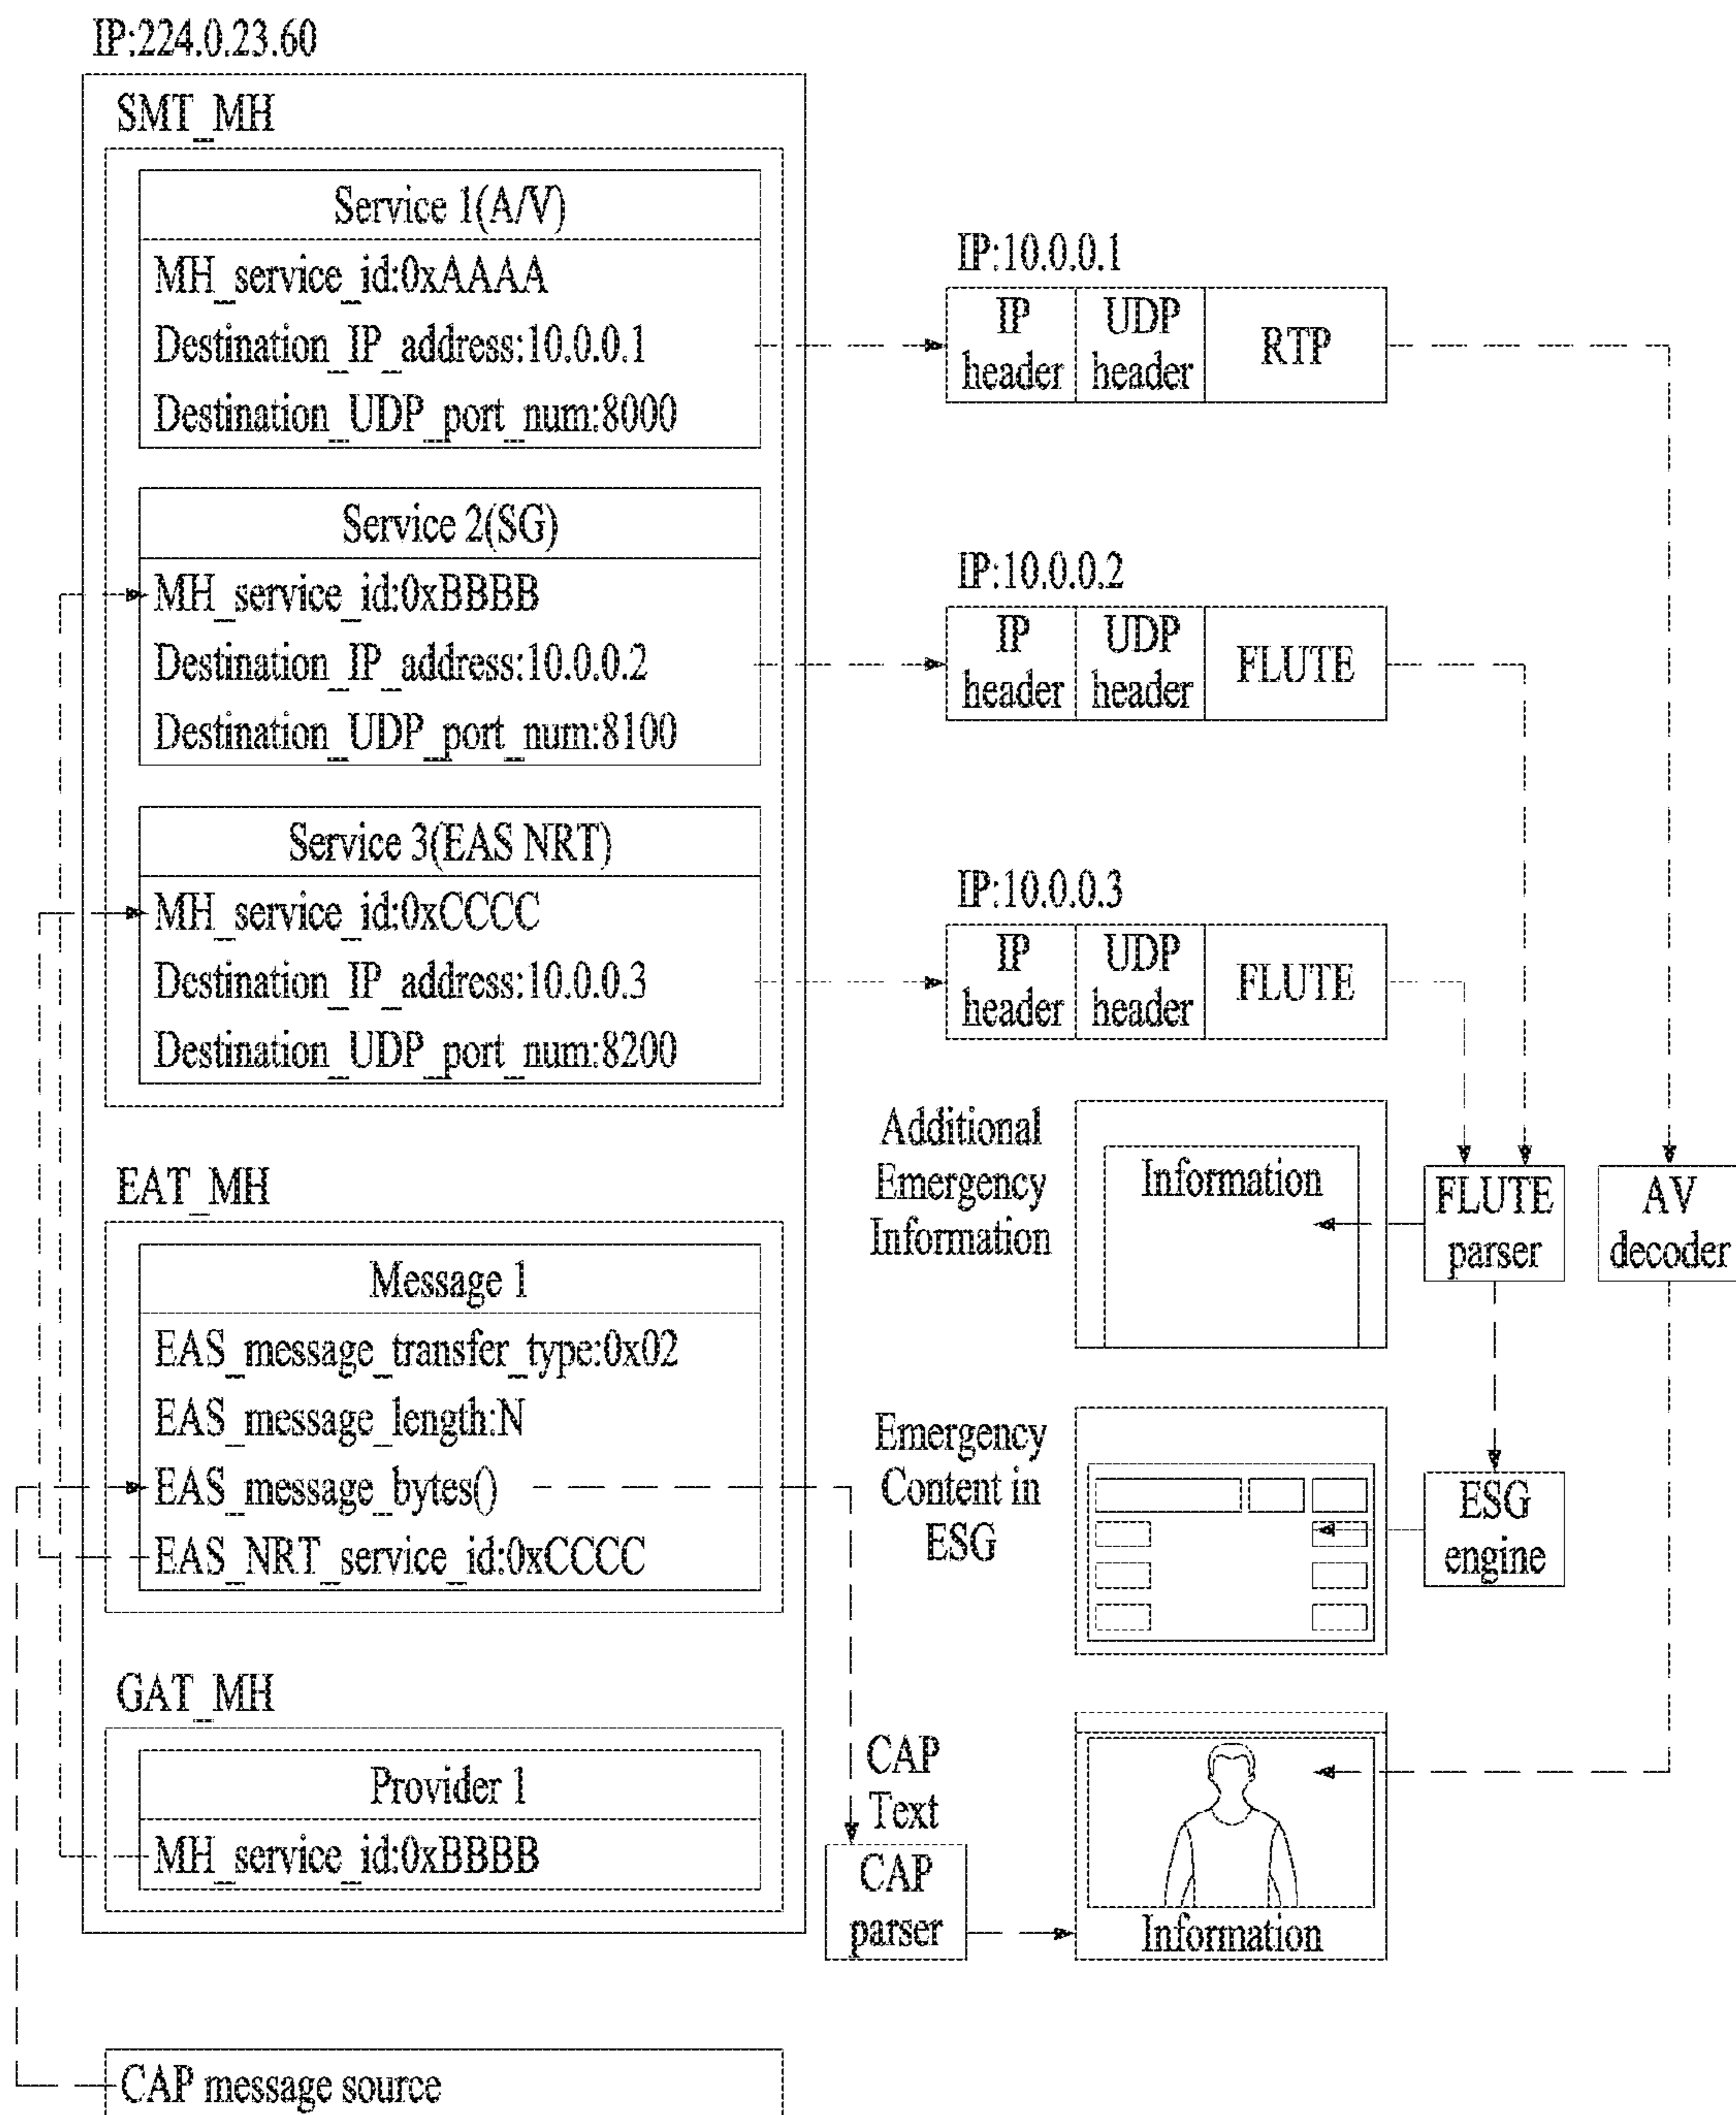 IP:224.0.23.60
SMT_MH
Service 1(A/V)
MH_service_id:0xAAAA
Destination_IP_address:10.0.0.1
Destination_UDP_port_num:8000
Service 2(SG)
MH_service_id:0xBBBB
Destination_IP_address:10.0.0.2
Destination_UDP_port_num:8100
Service 3(EAS NRT)
MH_service_id:0xCCCC
Destination_IP_address:10.0.0.3
Destination_UDP_port_num:8200
EAT_MH
Message 1
EAS_message_transfer_type:0x02
EAS_message_length:N
EAS_message_bytes()
EAS_NRT_service_id:0xCCCC
GAT_MH
Provider 1
MH_service_id:0xBBBB
CAP message source
IP:10.0.0.1
IP
header
UDP
header
RTP
IP:10.0.0.2
IP
header
UDP
header
FLUTE
IP:10.0.0.3
IP
header
UDP
header
FLUTE
Additional
Emergency
Information
Information
FLUTE
parser
AV
decoder
Emergency
Content in
ESG
ESG
engine
CAP
Text
CAP
parser
Information